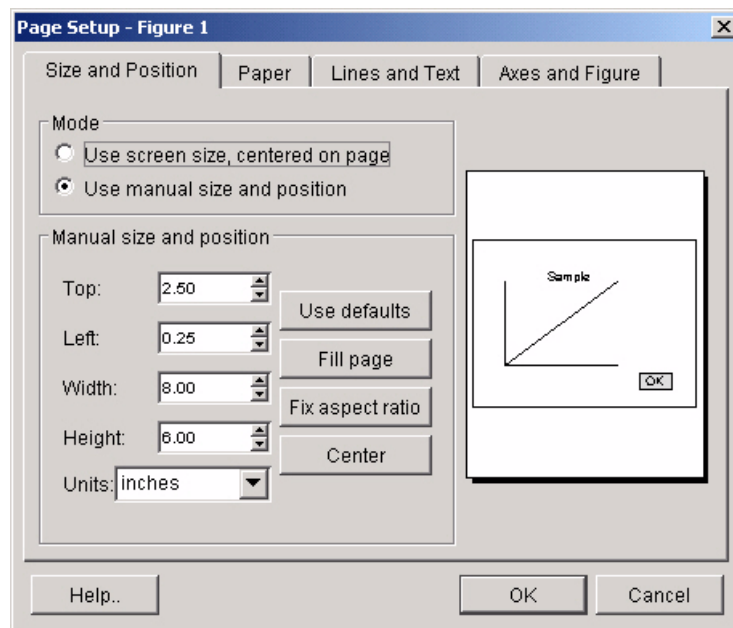 Page Setup - Figure 1
Size and Position
Paper
Lines and Text
Axes and Figure
Mode
Use screen size, centered on page
Use manual size and position
Manual size and position
Top: 2.50
Left: 0.25
Width: 8.00
Height: 6.00
Units: inches
Use defaults
Fill page
Fix aspect ratio
Center
Sample
OK
Help..
OK
Cancel